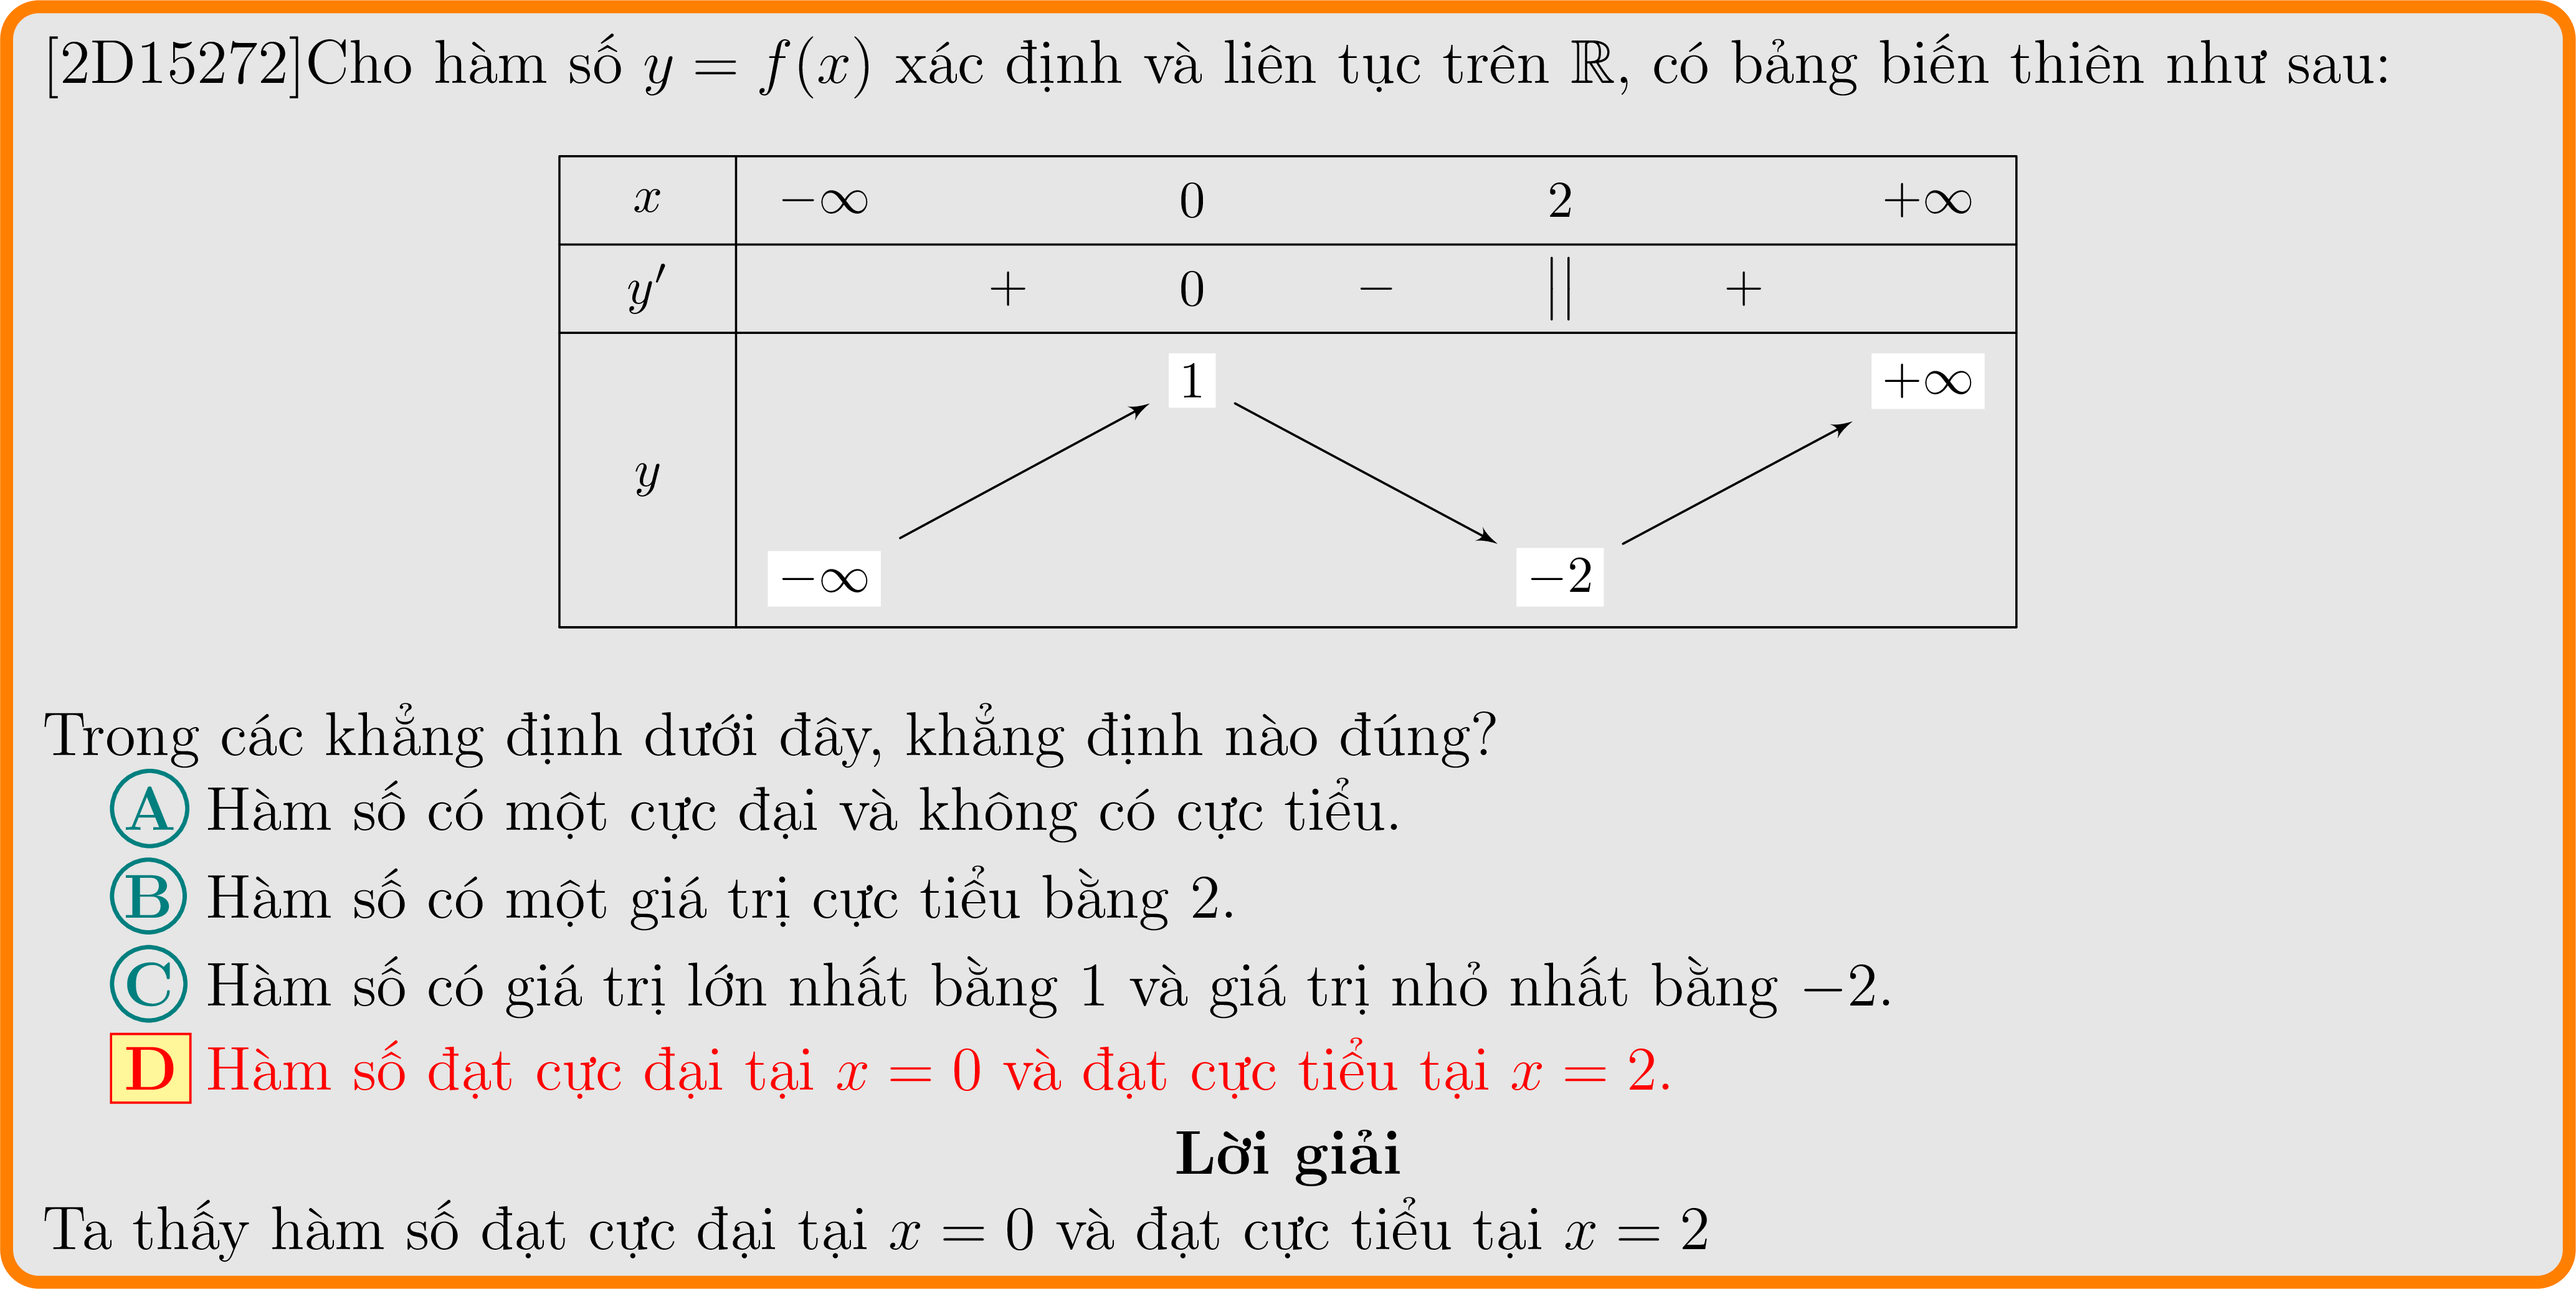 [2D15272]Cho hàm số y = f(x) xác định và liên tục trên ℝ, có bảng biến thiên như sau:
x −∞ 0 2 +∞
y′ + 0 − || +
1 +∞
y
−∞ −2
Trong các khẳng định dưới đây, khẳng định nào đúng?
A Hàm số có một cực đại và không có cực tiểu.
B Hàm số có một giá trị cực tiểu bằng 2.
C Hàm số có giá trị lớn nhất bằng 1 và giá trị nhỏ nhất bằng −2.
D Hàm số đạt cực đại tại x = 0 và đạt cực tiểu tại x = 2.
Lời giải
Ta thấy hàm số đạt cực đại tại x = 0 và đạt cực tiểu tại x = 2